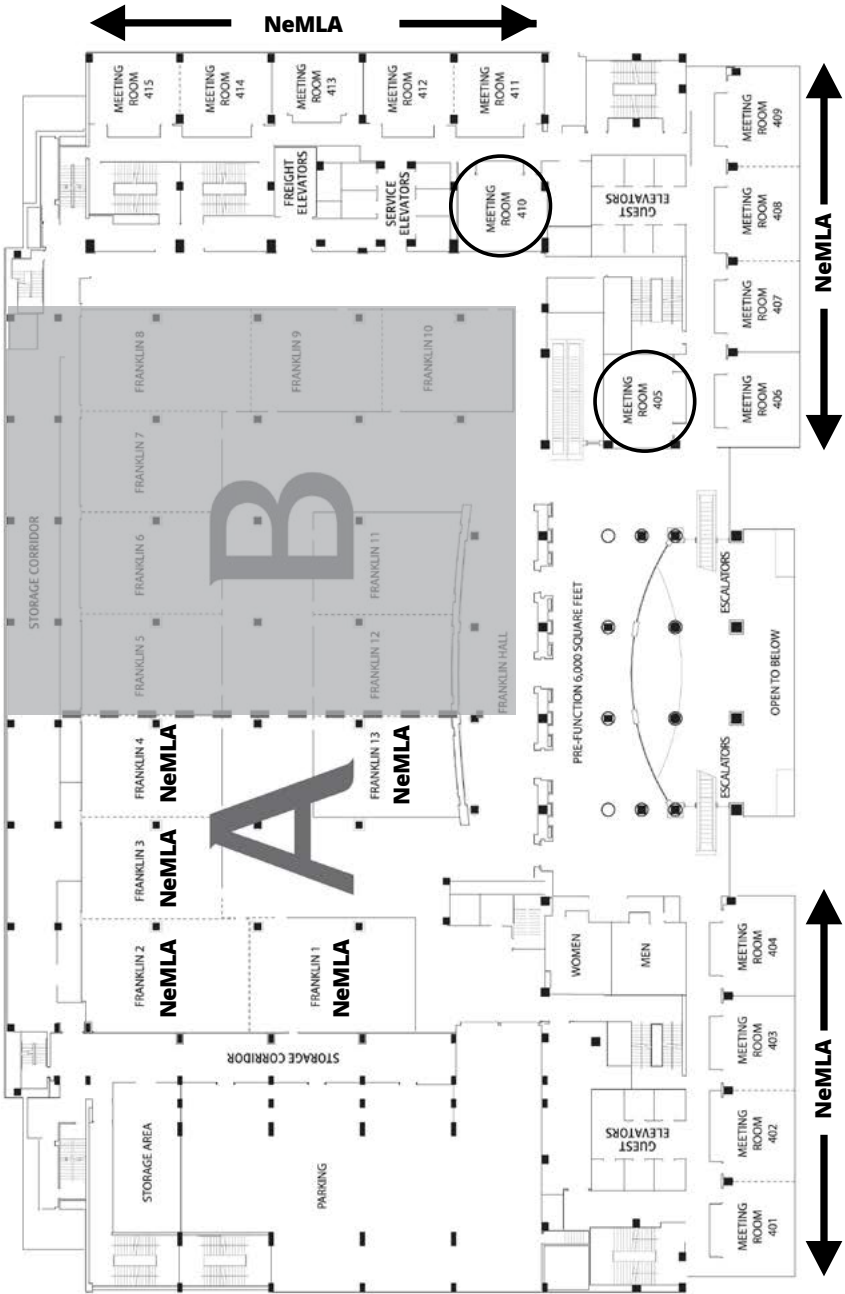 NeMLA
MEETING
ROOM
415
MEETING
ROOM
414
MEETING
ROOM
413
MEETING
ROOM
412
MEETING
ROOM
411
FREIGHT
ELEVATORS
SERVICE
ELEVATORS
MEETING
ROOM
410
GUEST
ELEVATORS
MEETING
ROOM
409
MEETING
ROOM
408
MEETING
ROOM
407
MEETING
ROOM
406
NeMLA
MEETING
ROOM
405
STORAGE CORRIDOR
FRANKLIN 8
FRANKLIN 9
FRANKLIN 10
FRANKLIN 7
FRANKLIN 6
FRANKLIN 5
B
FRANKLIN 11
FRANKLIN 12
FRANKLIN HALL
PRE-FUNCTION 6,000 SQUARE FEET
ESCALATORS
ESCALATORS
OPEN TO BELOW
FRANKLIN 4
NeMLA
FRANKLIN 13
NeMLA
A
FRANKLIN 3
NeMLA
FRANKLIN 2
NeMLA
FRANKLIN 1
NeMLA
STORAGE CORRIDOR
STORAGE AREA
PARKING
WOMEN
MEN
GUEST
ELEVATORS
MEETING
ROOM
404
MEETING
ROOM
403
MEETING
ROOM
402
MEETING
ROOM
401
NeMLA